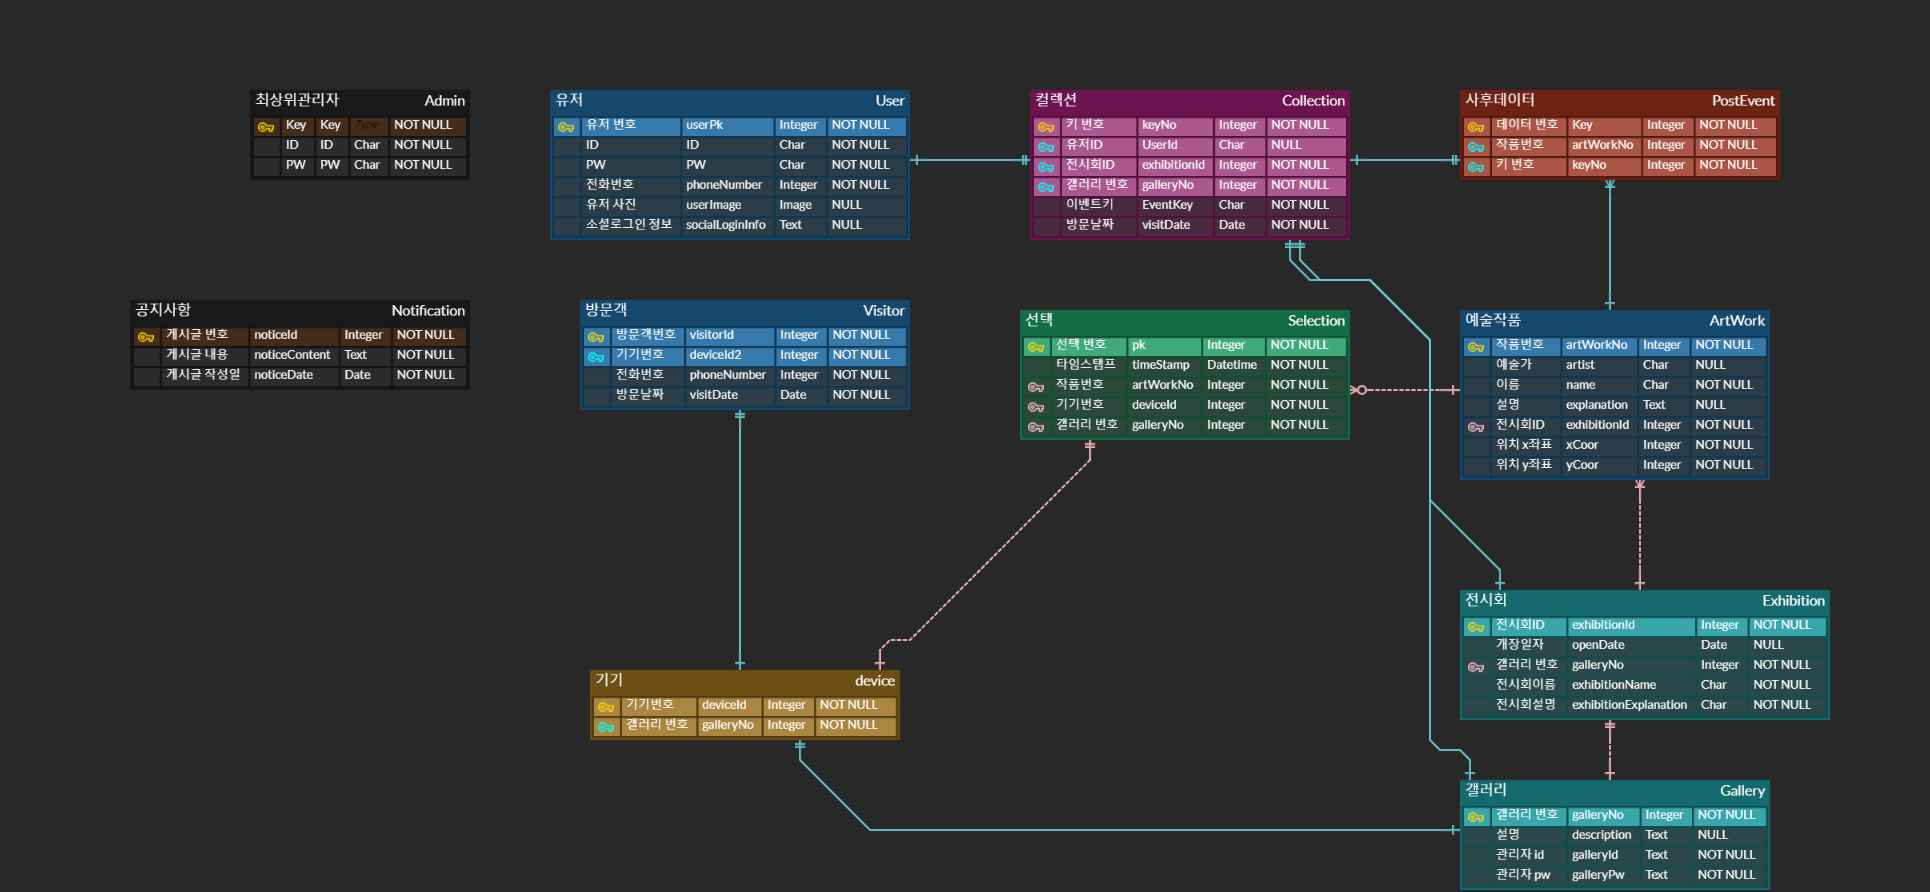 최상위관리자 Admin
Key Key Type NOT NULL
ID ID Char NOT NULL
PW PW Char NOT NULL
유저 User
유저 번호 userPk Integer NOT NULL
ID ID Char NOT NULL
PW PW Char NOT NULL
전화번호 phoneNumber Integer NOT NULL
유저 사진 userImage Image NULL
소셜로그인 정보 socialLoginInfo Text NULL
컬렉션 Collection
키 번호 keyNo Integer NOT NULL
유저ID UserId Char NULL
전시회ID exhibitionId Integer NOT NULL
갤러리 번호 galleryNo Integer NOT NULL
이벤트키 EventKey Char NOT NULL
방문날짜 visitDate Date NOT NULL
사후데이터 PostEvent
데이터 번호 Key Integer NOT NULL
작품번호 artWorkNo Integer NOT NULL
키 번호 keyNo Integer NOT NULL
공지사항 Notification
게시글 번호 noticeId Integer NOT NULL
게시글 내용 noticeContent Text NOT NULL
게시글 작성일 noticeDate Date NOT NULL
방문객 Visitor
방문객번호 visitorId Integer NOT NULL
기기번호 deviceId2 Integer NOT NULL
전화번호 phoneNumber Integer NOT NULL
방문날짜 visitDate Date NOT NULL
선택 Selection
선택 번호 pk Integer NOT NULL
타임스탬프 timeStamp Datetime NOT NULL
작품번호 artWorkNo Integer NOT NULL
기기번호 deviceId Integer NOT NULL
갤러리 번호 galleryNo Integer NOT NULL
예술작품 ArtWork
작품번호 artWorkNo Integer NOT NULL
예술가 artist Char NULL
이름 name Char NOT NULL
설명 explanation Text NULL
전시회ID exhibitionId Integer NOT NULL
위치 x좌표 xCoor Integer NOT NULL
위치 y좌표 yCoor Integer NOT NULL
기기 device
기기번호 deviceId Integer NOT NULL
갤러리 번호 galleryNo Integer NOT NULL
전시회 Exhibition
전시회ID exhibitionId Integer NOT NULL
개장일자 openDate Date NULL
갤러리 번호 galleryNo Integer NOT NULL
전시회이름 exhibitionName Char NOT NULL
전시회설명 exhibitionExplanation Char NOT NULL
갤러리 Gallery
갤러리 번호 galleryNo Integer NOT NULL
설명 description Text NULL
관리자 id galleryId Text NOT NULL
관리자 pw galleryPw Text NOT NULL